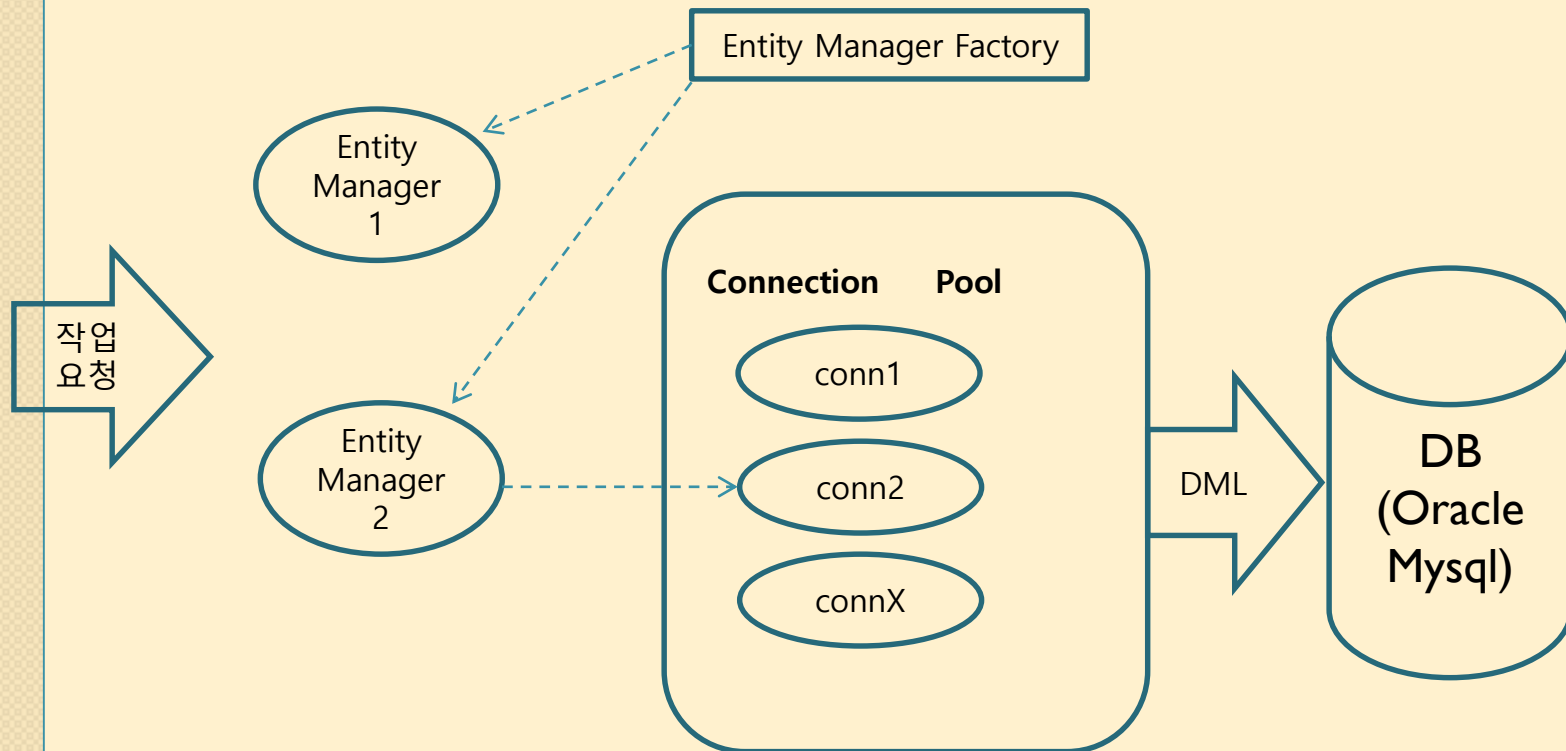 Entity Manager Factory
Entity
Manager
1
Connection Pool
작업
요청
conn1
Entity
Manager
2
conn2
DML
DB
(Oracle
Mysql)
connX